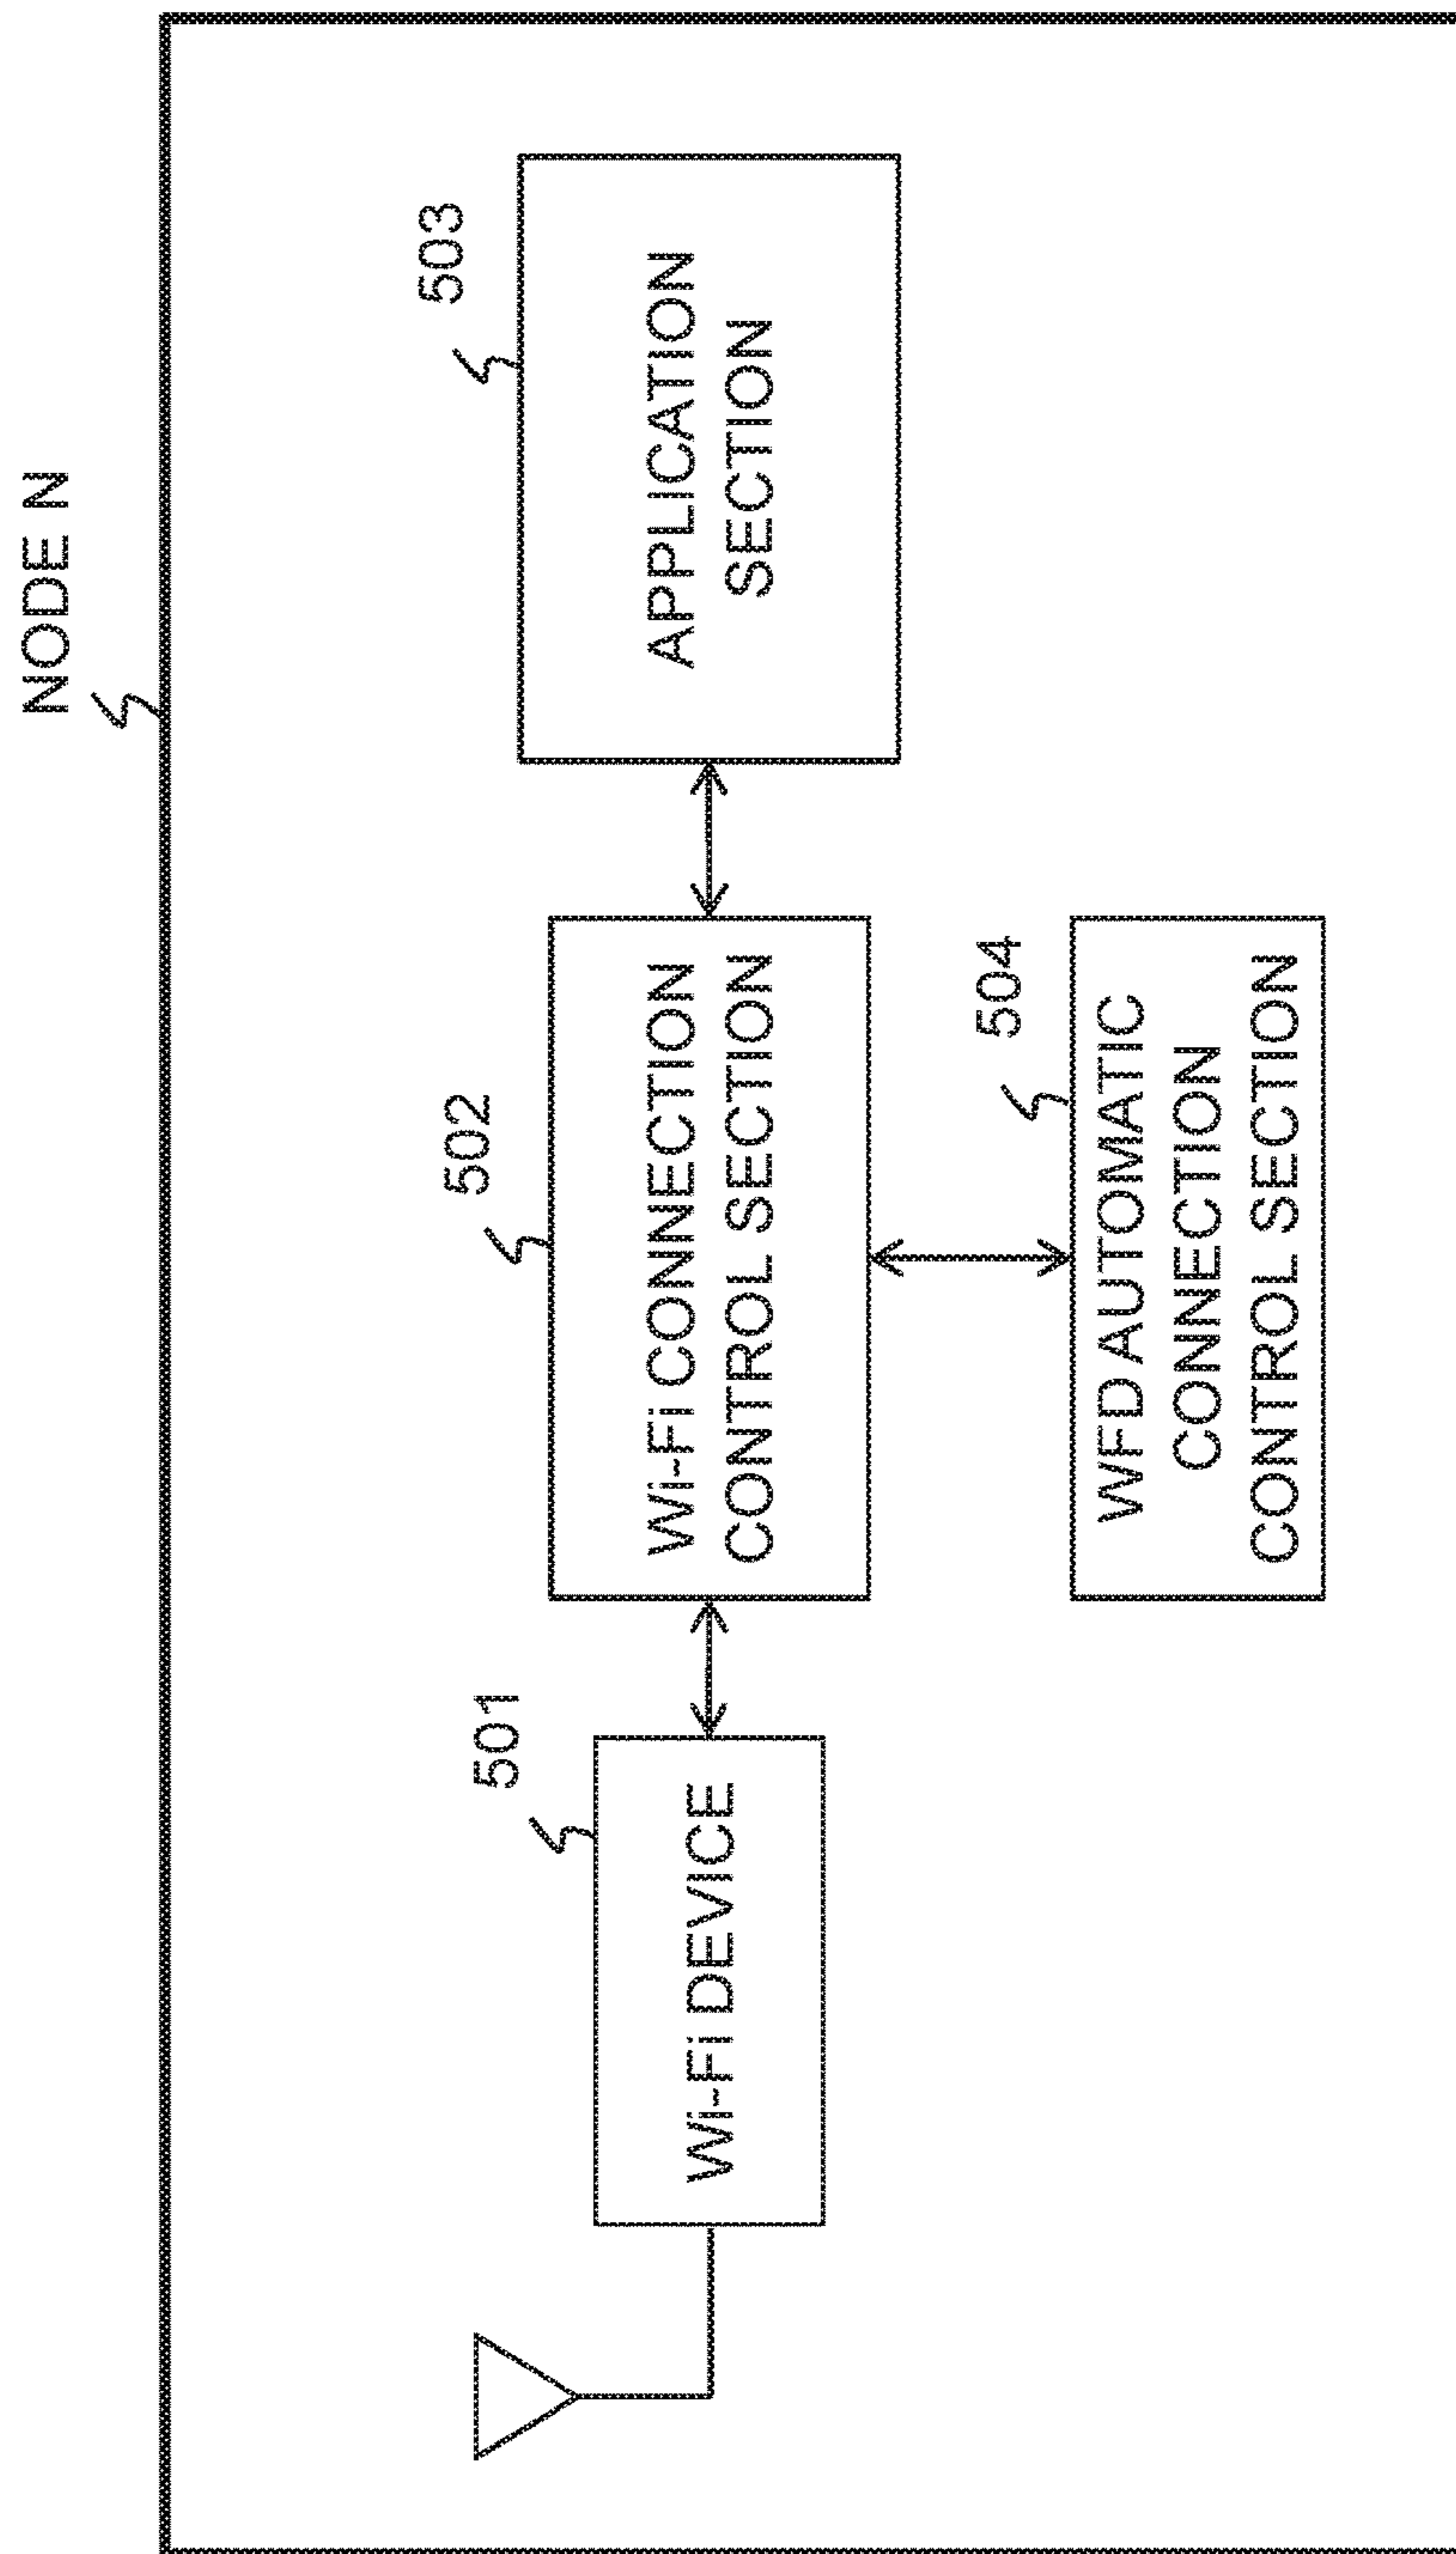 NODE N
501
Wi-Fi DEVICE
502
Wi-Fi CONNECTION
CONTROL SECTION
503
APPLICATION
SECTION
504
WFD AUTOMATIC
CONNECTION
CONTROL SECTION